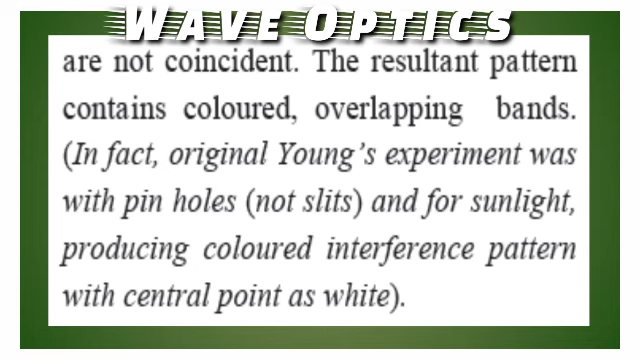 WAVE OPTICS
are not coincident. The resultant pattern
contains coloured, overlapping bands.
(In fact, original Young's experiment was
with pin holes (not slits) and for sunlight,
producing coloured interference pattern
with central point as white).